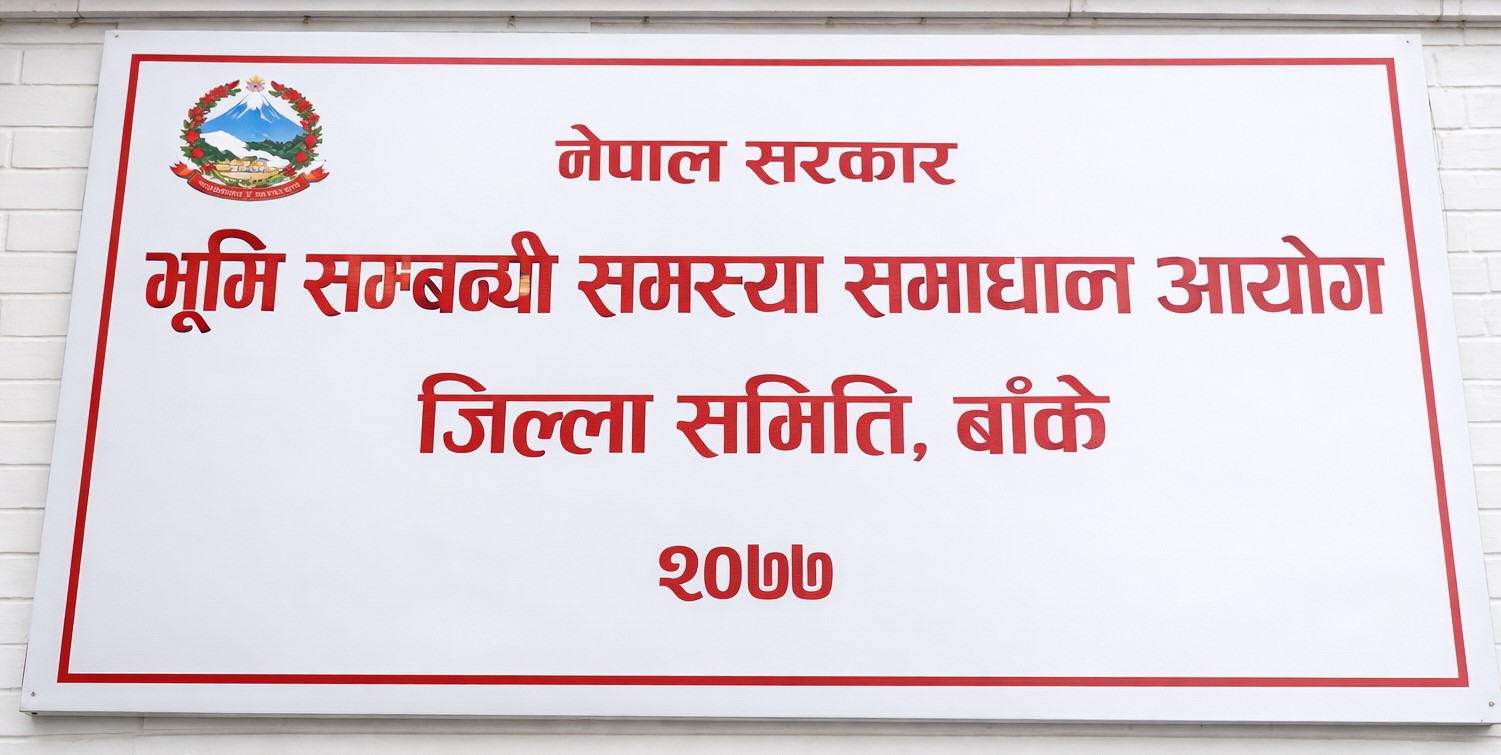 नेपाल सरकार
भूमि सम्बन्धी समस्या समाधान आयोग
जिल्ला समिति, बाँके
२०७७